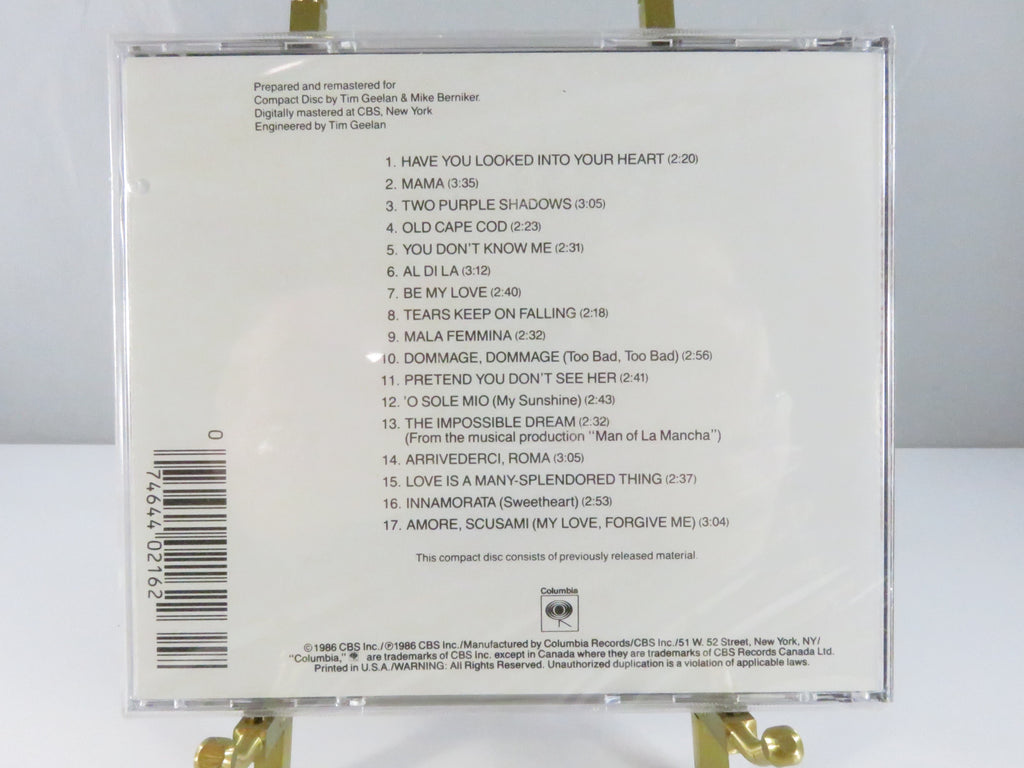 Prepared and remastered for
Compact Disc by Tim Geelan & Mike Berniker.
Digitally mastered at CBS, New York
Engineered by Tim Geelan
1. HAVE YOU LOOKED INTO YOUR HEART (2:20)
2. MAMA (3:35)
3. TWO PURPLE SHADOWS (3:05)
4. OLD CAPE COD (2:23)
5. YOU DON'T KNOW ME (2:31)
6. AL DI LA (3:12)
7. BE MY LOVE (2:40)
8. TEARS KEEP ON FALLING (2:18)
9. MALA FEMMINA (2:32)
10. DOMMAGE, DOMMAGE (Too Bad, Too Bad) (2:56)
11. PRETEND YOU DON'T SEE HER (2:41)
12. 'O SOLE MIO (My Sunshine) (2:43)
13. THE IMPOSSIBLE DREAM (2:32)
(From the musical production "Man of La Mancha")
14. ARRIVEDERCI, ROMA (3:05)
15. LOVE IS A MANY-SPLENDORED THING (2:37)
16. INNAMORATA (Sweetheart) (2:53)
17. AMORE, SCUSAMI (MY LOVE, FORGIVE ME) (3:04)
This compact disc consists of previously released material.
0
74644 02162
Columbia
©1986 CBS Inc./℗1986 CBS Inc./Manufactured by Columbia Records/CBS Inc./51 W. 52 Street, New York, NY/
"Columbia," are trademarks of CBS Inc. except in Canada where they are trademarks of CBS Records Canada Ltd.
Printed in U.S.A./WARNING: All Rights Reserved. Unauthorized duplication is a violation of applicable laws.